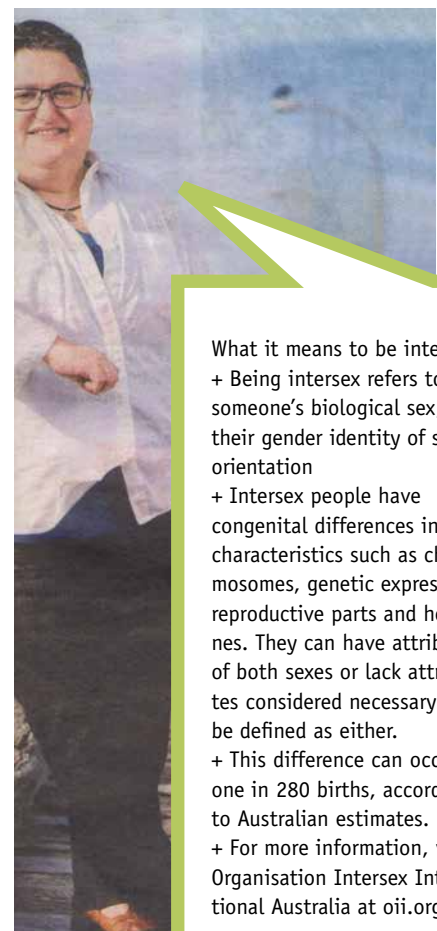 What it means to be inte
+ Being intersex refers to
someone's biological sex,
their gender identity of s
orientation
+ Intersex people have
congenital differences in
characteristics such as ch
mosomes, genetic expres
reproductive parts and ho
nes. They can have attrib
of both sexes or lack attr
tes considered necessary
be defined as either.
+ This difference can occ
one in 280 births, accord
to Australian estimates.
+ For more information, v
Organisation Intersex Int
tional Australia at oii.org